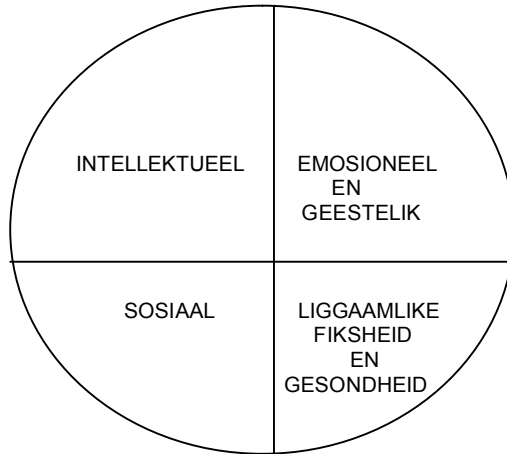 INTELLEKTUEEL
EMOSIONEEL
EN
GEESTELIK
SOSIAAL
LIGGAAMLIKE
FIKSHEID
EN
GESONDHEID